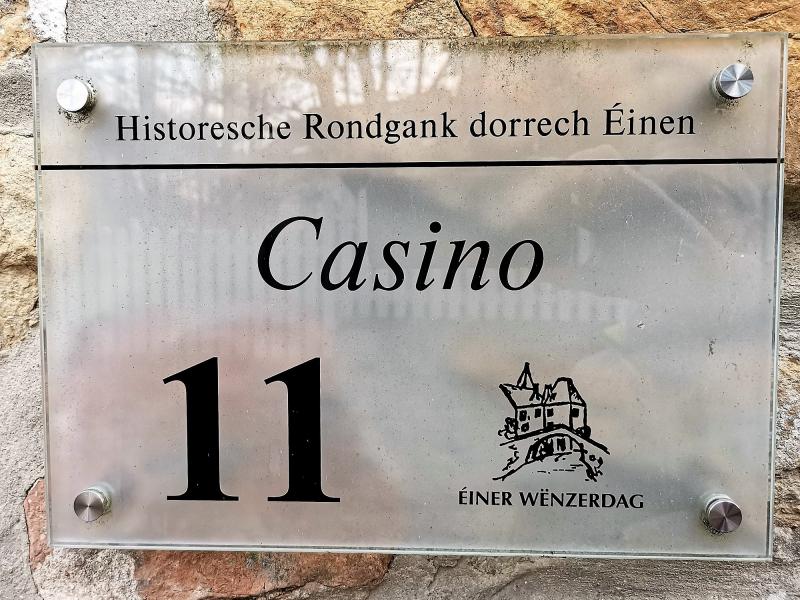 Historesche Rondgank dorrech Éinen
Casino
11
ÉINER WËNZERDAG